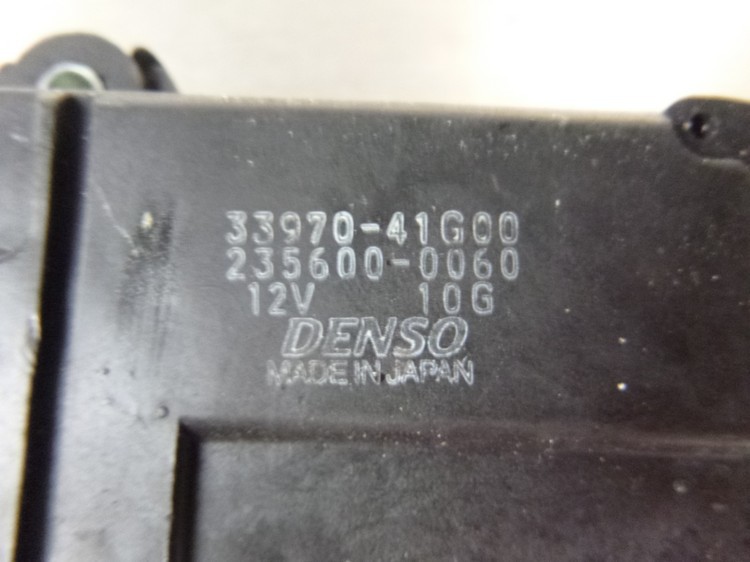 33970-41G00
235600-0060
12V 10G
DENSO
MADE IN JAPAN